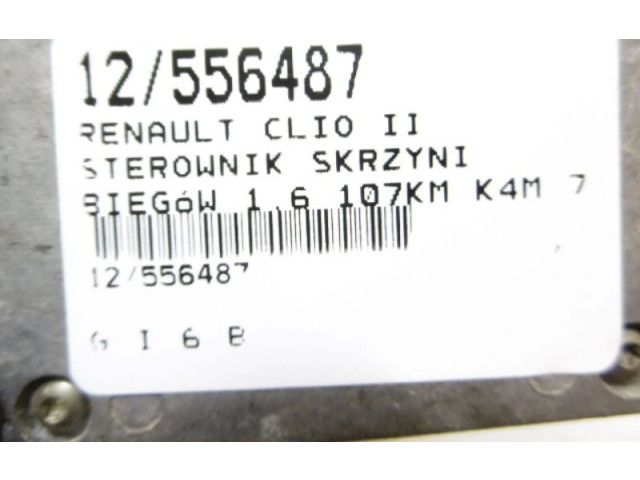 12/556487
RENAULT CLIO II
STEROWNIK SKRZYNI
BIEGóW 1.6 107KM K4M 7
12/556487
G I 6 B